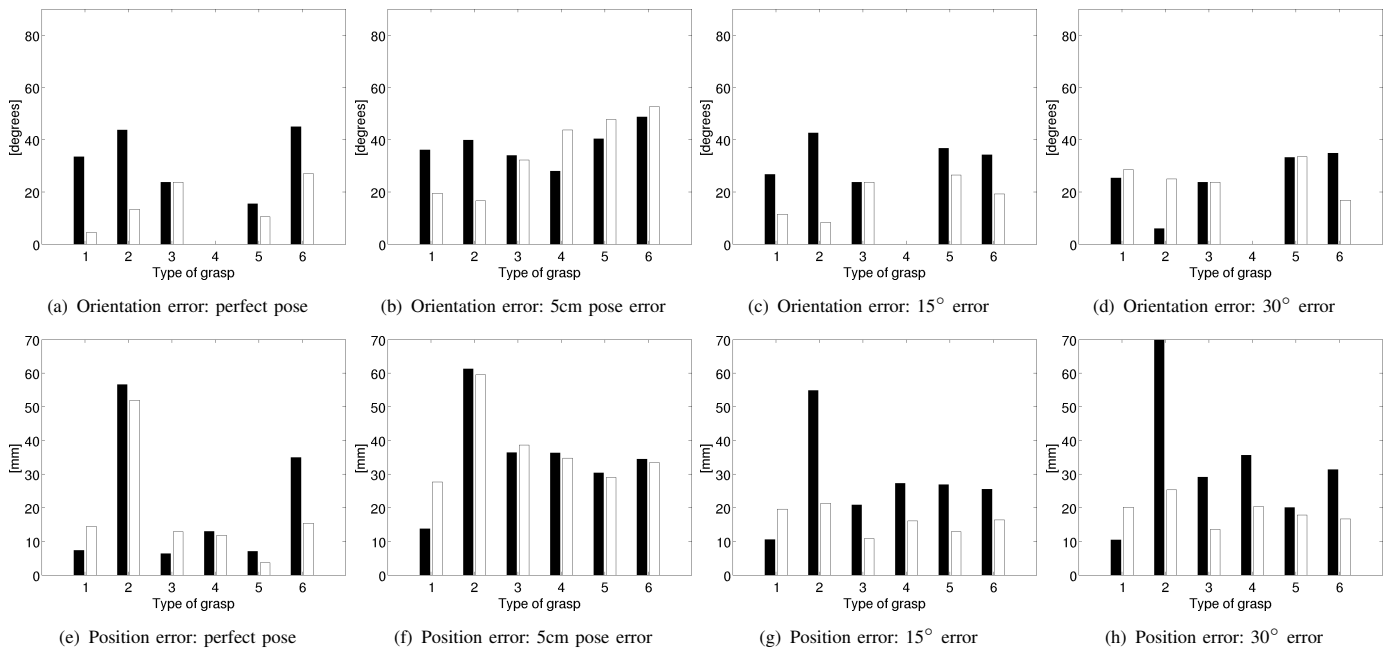 80
60
40
20
0
[degrees]
1 2 3 4 5 6
Type of grasp
(a) Orientation error: perfect pose
80
60
40
20
0
[degrees]
1 2 3 4 5 6
Type of grasp
(b) Orientation error: 5cm pose error
80
60
40
20
0
[degrees]
1 2 3 4 5 6
Type of grasp
(c) Orientation error: 15° error
80
60
40
20
0
[degrees]
1 2 3 4 5 6
Type of grasp
(d) Orientation error: 30° error
70
60
50
40
30
20
10
0
[mm]
1 2 3 4 5 6
Type of grasp
(e) Position error: perfect pose
70
60
50
40
30
20
10
0
[mm]
1 2 3 4 5 6
Type of grasp
(f) Position error: 5cm pose error
70
60
50
40
30
20
10
0
[mm]
1 2 3 4 5 6
Type of grasp
(g) Position error: 15° error
70
60
50
40
30
20
10
0
[mm]
1 2 3 4 5 6
Type of grasp
(h) Position error: 30° error